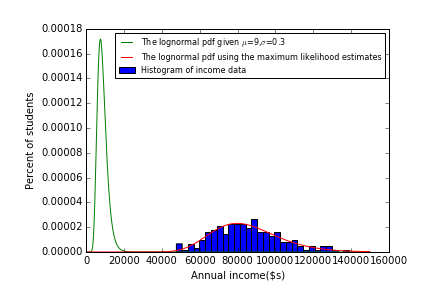 0.00018
0.00016
0.00014
0.00012
0.00010
0.00008
0.00006
0.00004
0.00002
0.00000
Percent of students
The lognormal pdf given μ=9,σ=0.3
The lognormal pdf using the maximum likelihood estimates
Histogram of income data
0 20000 40000 60000 80000 100000 120000 140000 160000
Annual income($s)